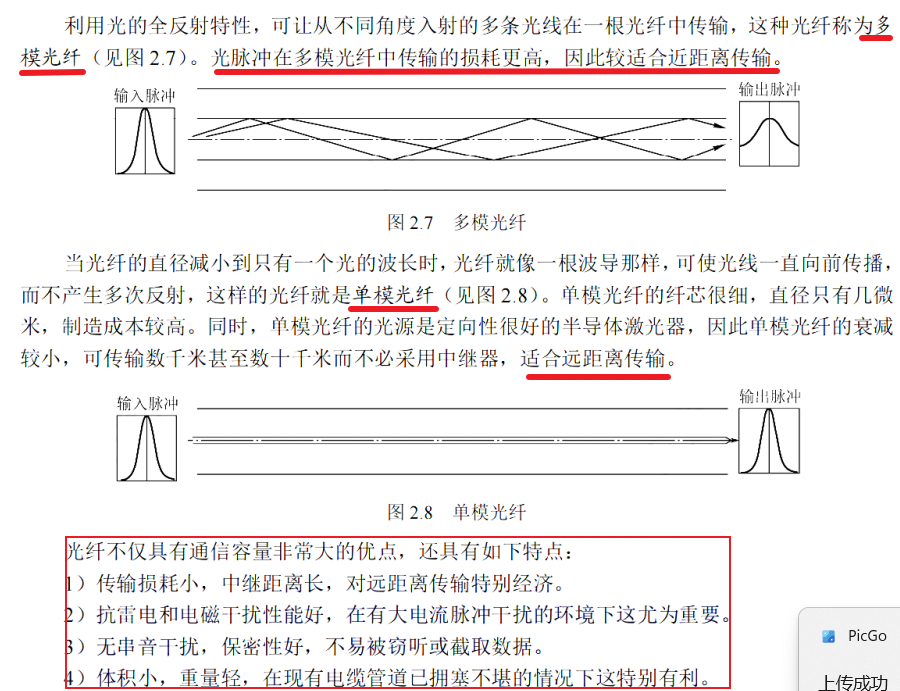 利用光的全反射特性，可让从不同角度入射的多条光线在一根光纤中传输，这种光纤称为多
模光纤（见图 2.7）。光脉冲在多模光纤中传输的损耗更高，因此较适合近距离传输。
输入脉冲
输出脉冲
图 2.7 多模光纤
当光纤的直径减小到只有一个光的波长时，光纤就像一根波导那样，可使光线一直向前传播，
而不产生多次反射，这样的光纤就是单模光纤（见图 2.8）。单模光纤的纤芯很细，直径只有几微
米，制造成本较高。同时，单模光纤的光源是定向性很好的半导体激光器，因此单模光纤的衰减
较小，可传输数千米甚至数十千米而不必采用中继器，适合远距离传输。
输入脉冲
输出脉冲
图 2.8 单模光纤
光纤不仅具有通信容量非常大的优点，还具有如下特点：
1）传输损耗小，中继距离长，对远距离传输特别经济。
2）抗雷电和电磁干扰性能好，在有大电流脉冲干扰的环境下这尤为重要。
3）无串音干扰，保密性好，不易被窃听或截取数据。
4）体积小，重量轻，在现有电缆管道已拥塞不堪的情况下这特别有利。
PicGo
上传成功